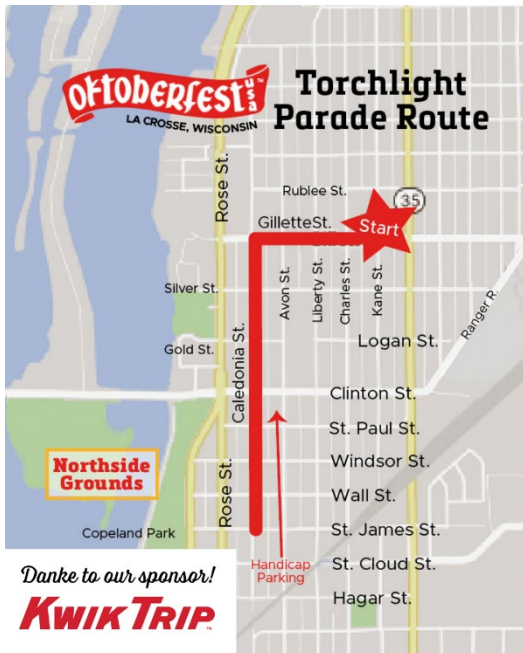 OKTOBERFEST USA™
LA CROSSE, WISCONSIN
Torchlight
Parade Route
Rose St.
Rublee St.
35
GilletteSt.
Start
Silver St.
Avon St.
Liberty St.
Charles St.
Kane St.
Ranger R.
Gold St.
Caledonia St.
Logan St.
Clinton St.
St. Paul St.
Northside
Grounds
Rose St.
Windsor St.
Wall St.
Copeland Park
St. James St.
Handicap
Parking
St. Cloud St.
Hagar St.
Danke to our sponsor!
KWIK TRIP